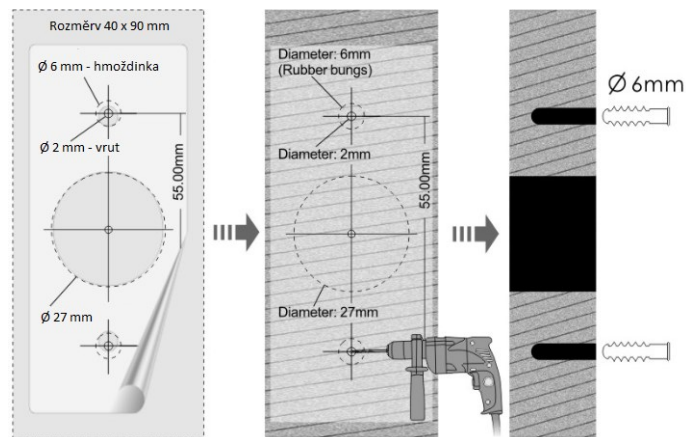 Rozměrv 40 x 90 mm
Ø 6 mm - hmoždinka
Ø 2 mm - vrut
55.00mm
Ø 27 mm
Diameter: 6mm
(Rubber bungs)
Diameter: 2mm
55.00mm
Diameter: 27mm
Ø 6mm